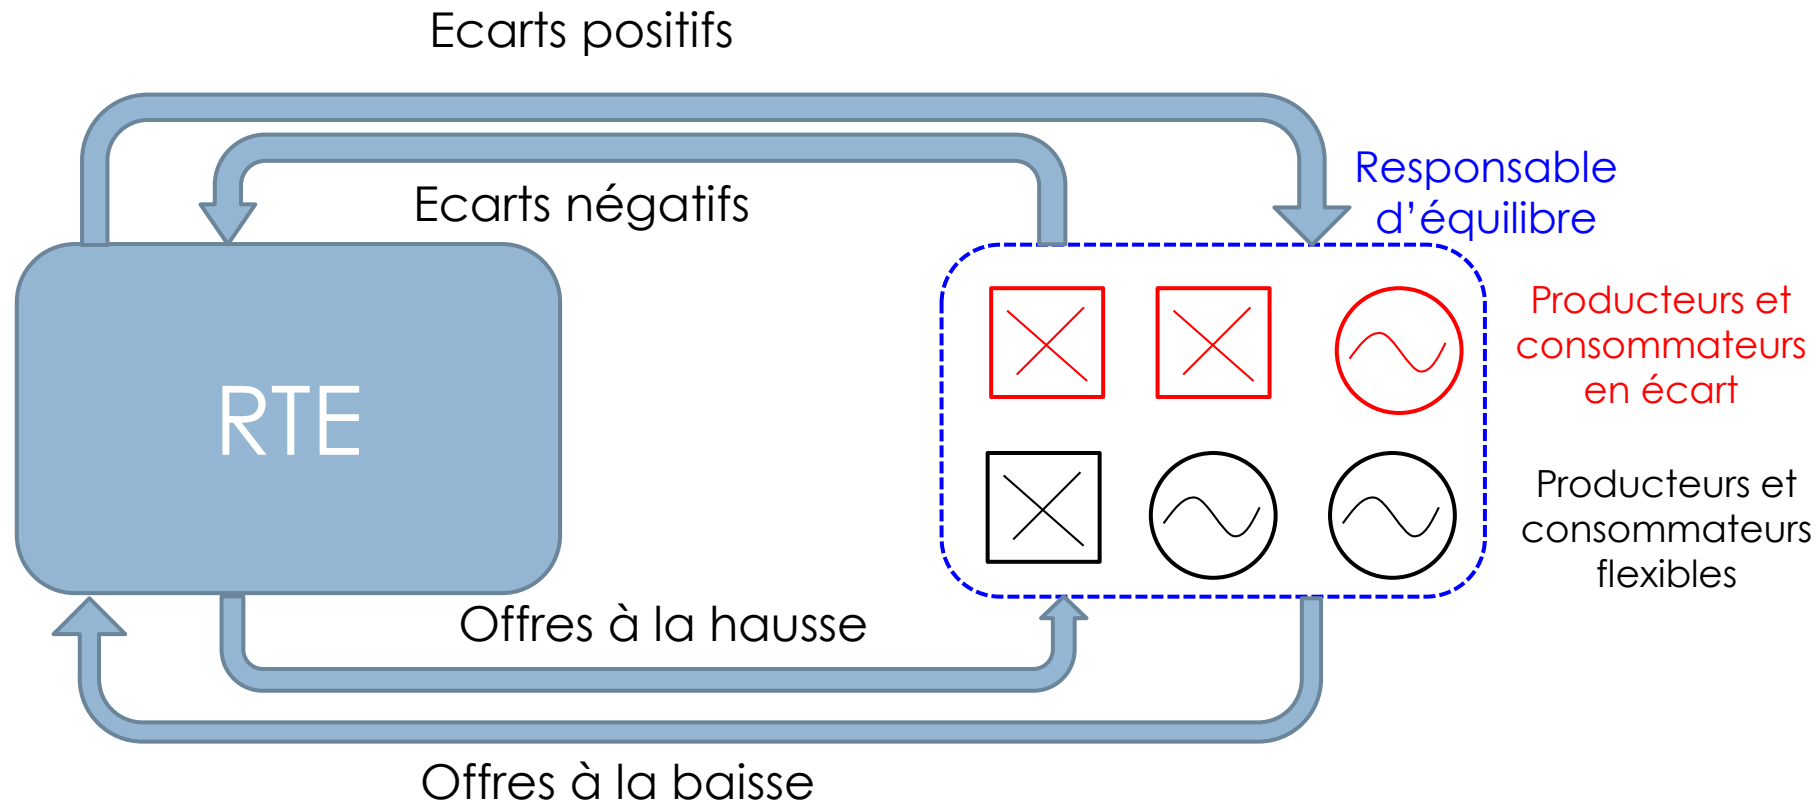 Ecarts positifs
Ecarts négatifs
Responsable
d’équilibre
Producteurs et
consommateurs
en écart
RTE
Producteurs et
consommateurs
flexibles
Offres à la hausse
Offres à la baisse